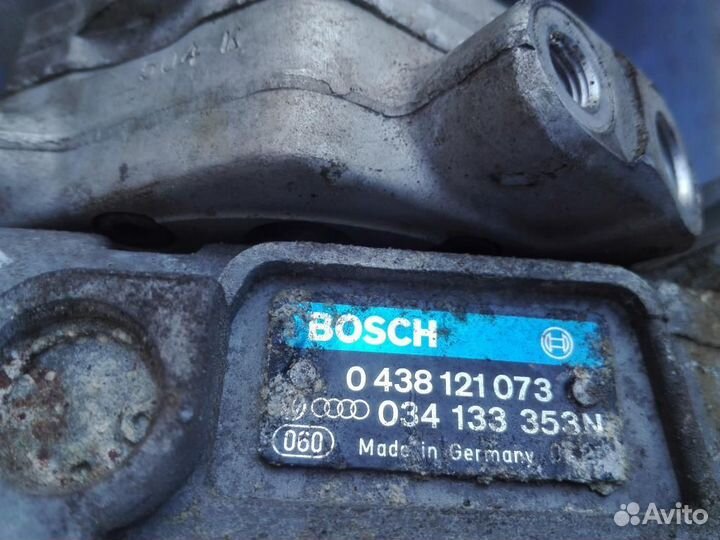 BOSCH
0 438 121 073
034 133 353N
060 Made in Germany
Avito